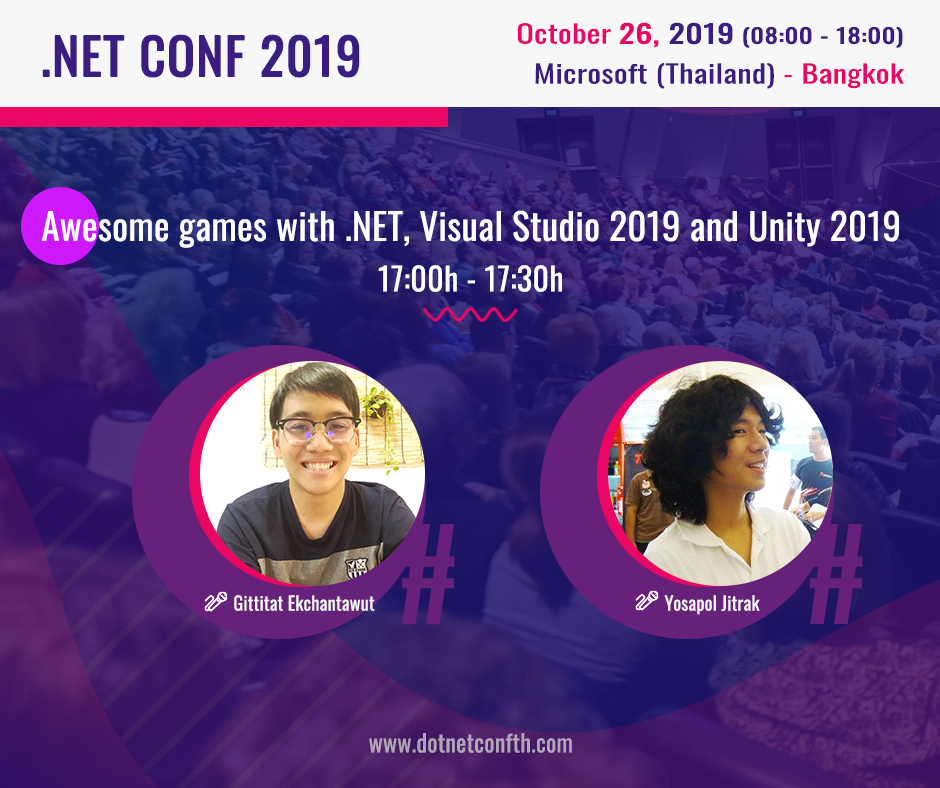 .NET CONF 2019
October 26, 2019 (08:00 - 18:00)
Microsoft (Thailand) - Bangkok
Awesome games with .NET, Visual Studio 2019 and Unity 2019
17:00h - 17:30h
#
#
Gittitat Ekchantawut
Yosapol Jitrak
www.dotnetconfth.com